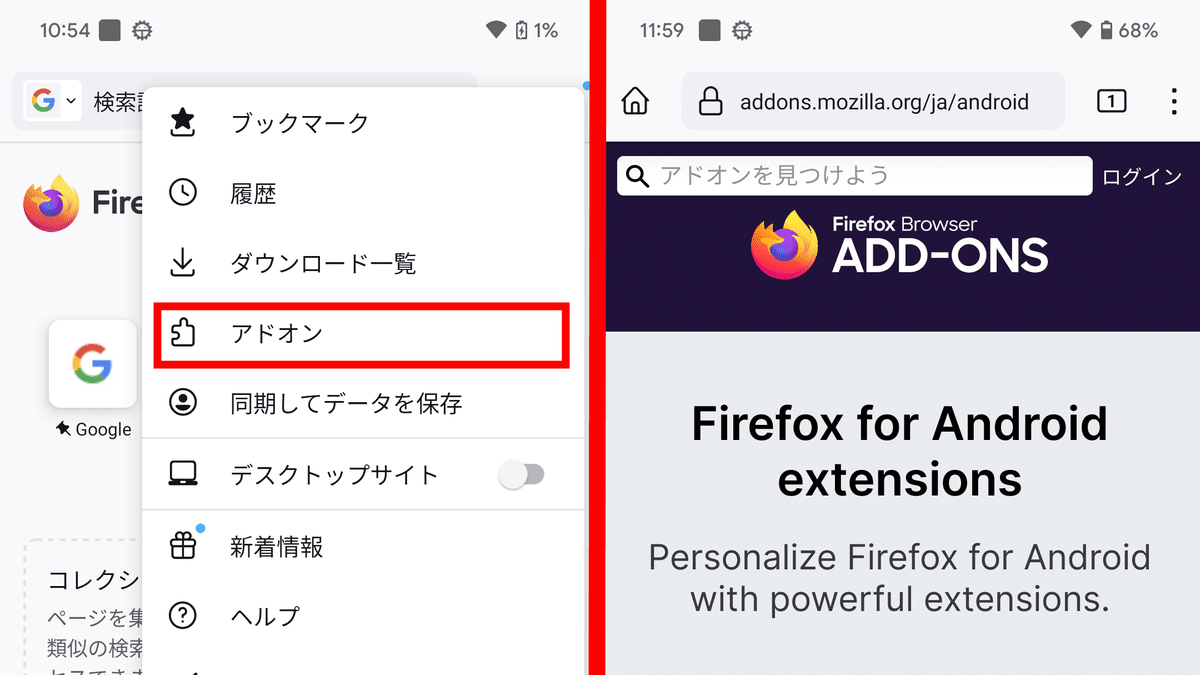 10:54
1%
検索
ブックマーク
Fire
履歴
ダウンロード一覧
アドオン
同期してデータを保存
Google
デスクトップサイト
新着情報
コレクシ
ページを集
ヘルプ
類似の検索
11:59
68%
addons.mozilla.org/ja/android
1
アドオンを見つけよう
ログイン
Firefox Browser
ADD-ONS
Firefox for Android
extensions
Personalize Firefox for Android
with powerful extensions.